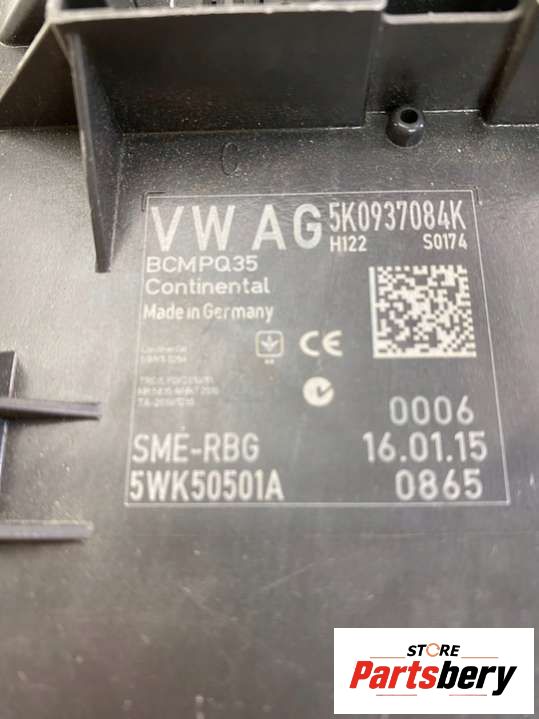 VW AG 5K0937084K
H122 S0174
BCMPQ35
Continental
Made in Germany
CE
0006
SME-RBG 16.01.15
5WK50501A 0865
STORE
Partsbery